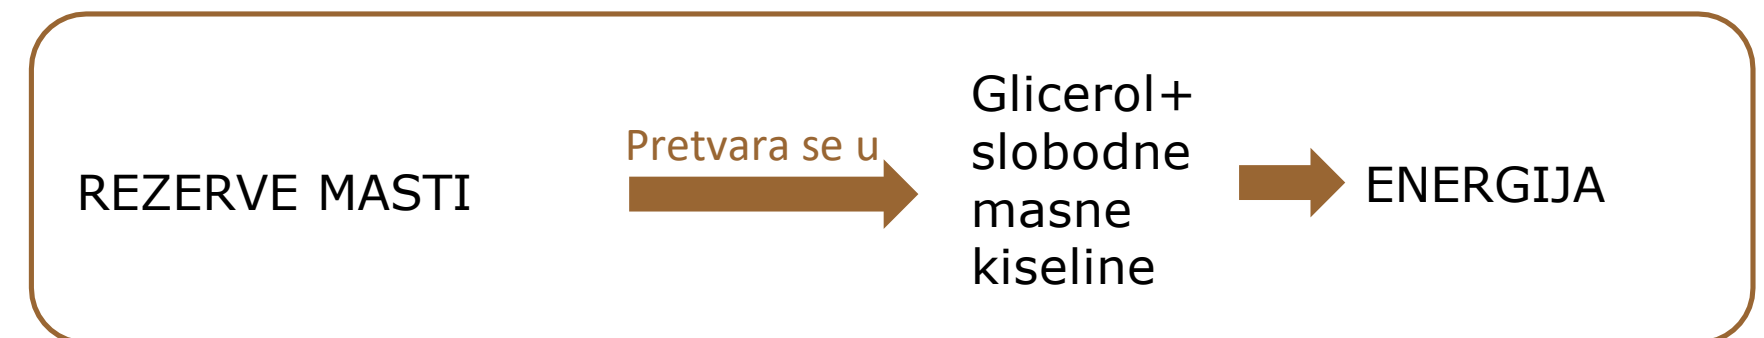 REZERVE MASTI
Pretvara se u
Glicerol+
slobodne
masne
kiseline
ENERGIJA